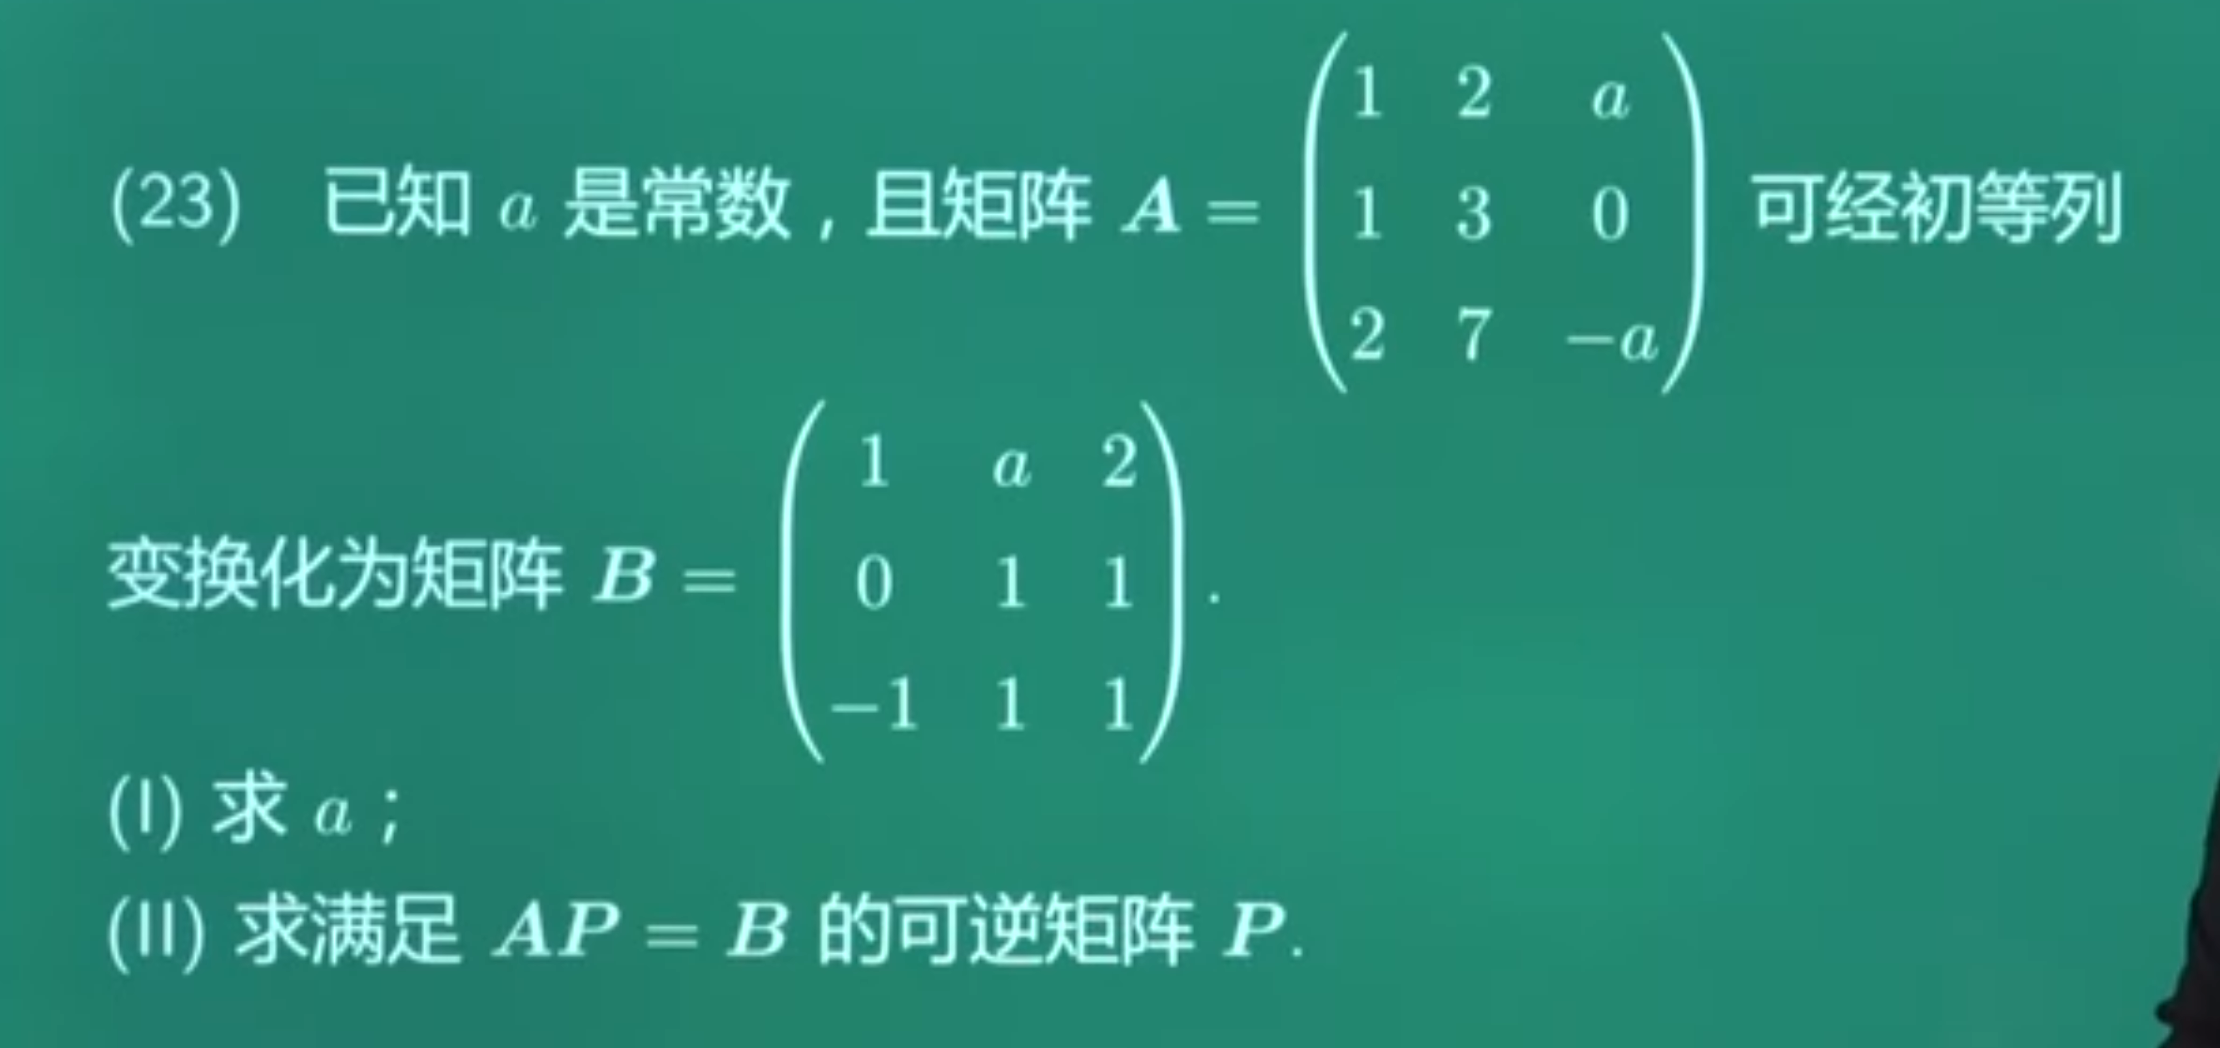 (23) 已知 a 是常数，且矩阵 A = \begin{pmatrix} 1 & 2 & a \\ 1 & 3 & 0 \\ 2 & 7 & -a \end{pmatrix} 可经初等列
变换化为矩阵 B = \begin{pmatrix} 1 & a & 2 \\ 0 & 1 & 1 \\ -1 & 1 & 1 \end{pmatrix}.
(I) 求 a；
(II) 求满足 AP = B 的可逆矩阵 P.